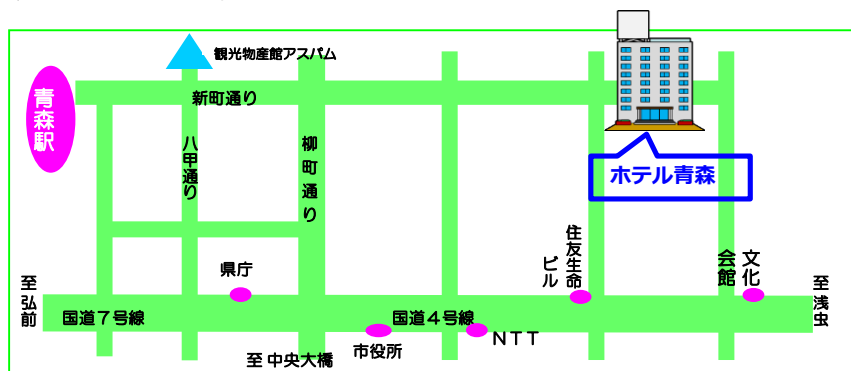 観光物産館アスパム
青森駅
新町通り
八甲通り
柳町通り
ホテル青森
住友生命
ビル
文化
会館
県庁
至弘前
至浅虫
国道7号線
国道4号線
市役所
NTT
至中央大橋